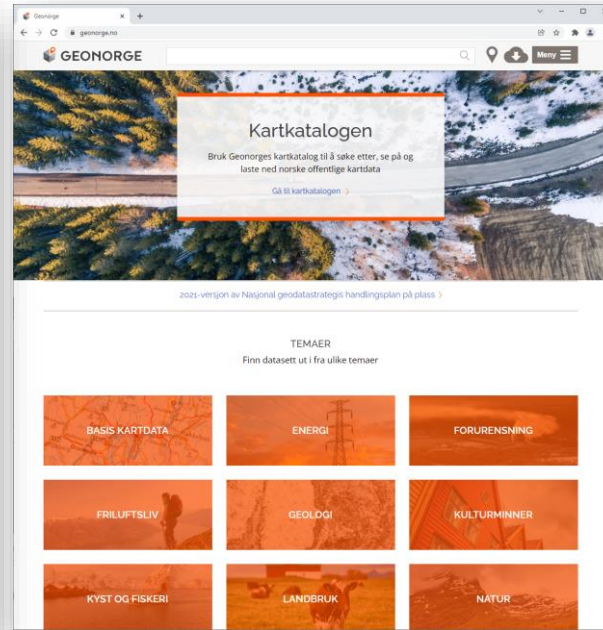 Geonorge
geonorge.no
GEONORGE
Meny
Kartkatalogen
Bruk Geonorges kartkatalog til å søke etter, se på og
laste ned norske offentlige kartdata
Gå til kartkatalogen
2021-versjon av Nasjonal geodatastrategis handlingsplan på plass
TEMAER
Finn datasett ut i fra ulike temaer
BASIS KARTDATA
ENERGI
FORURENSNING
FRILUFTSLIV
GEOLOGI
KULTURMINNER
KYST OG FISKERI
LANDBRUK
NATUR